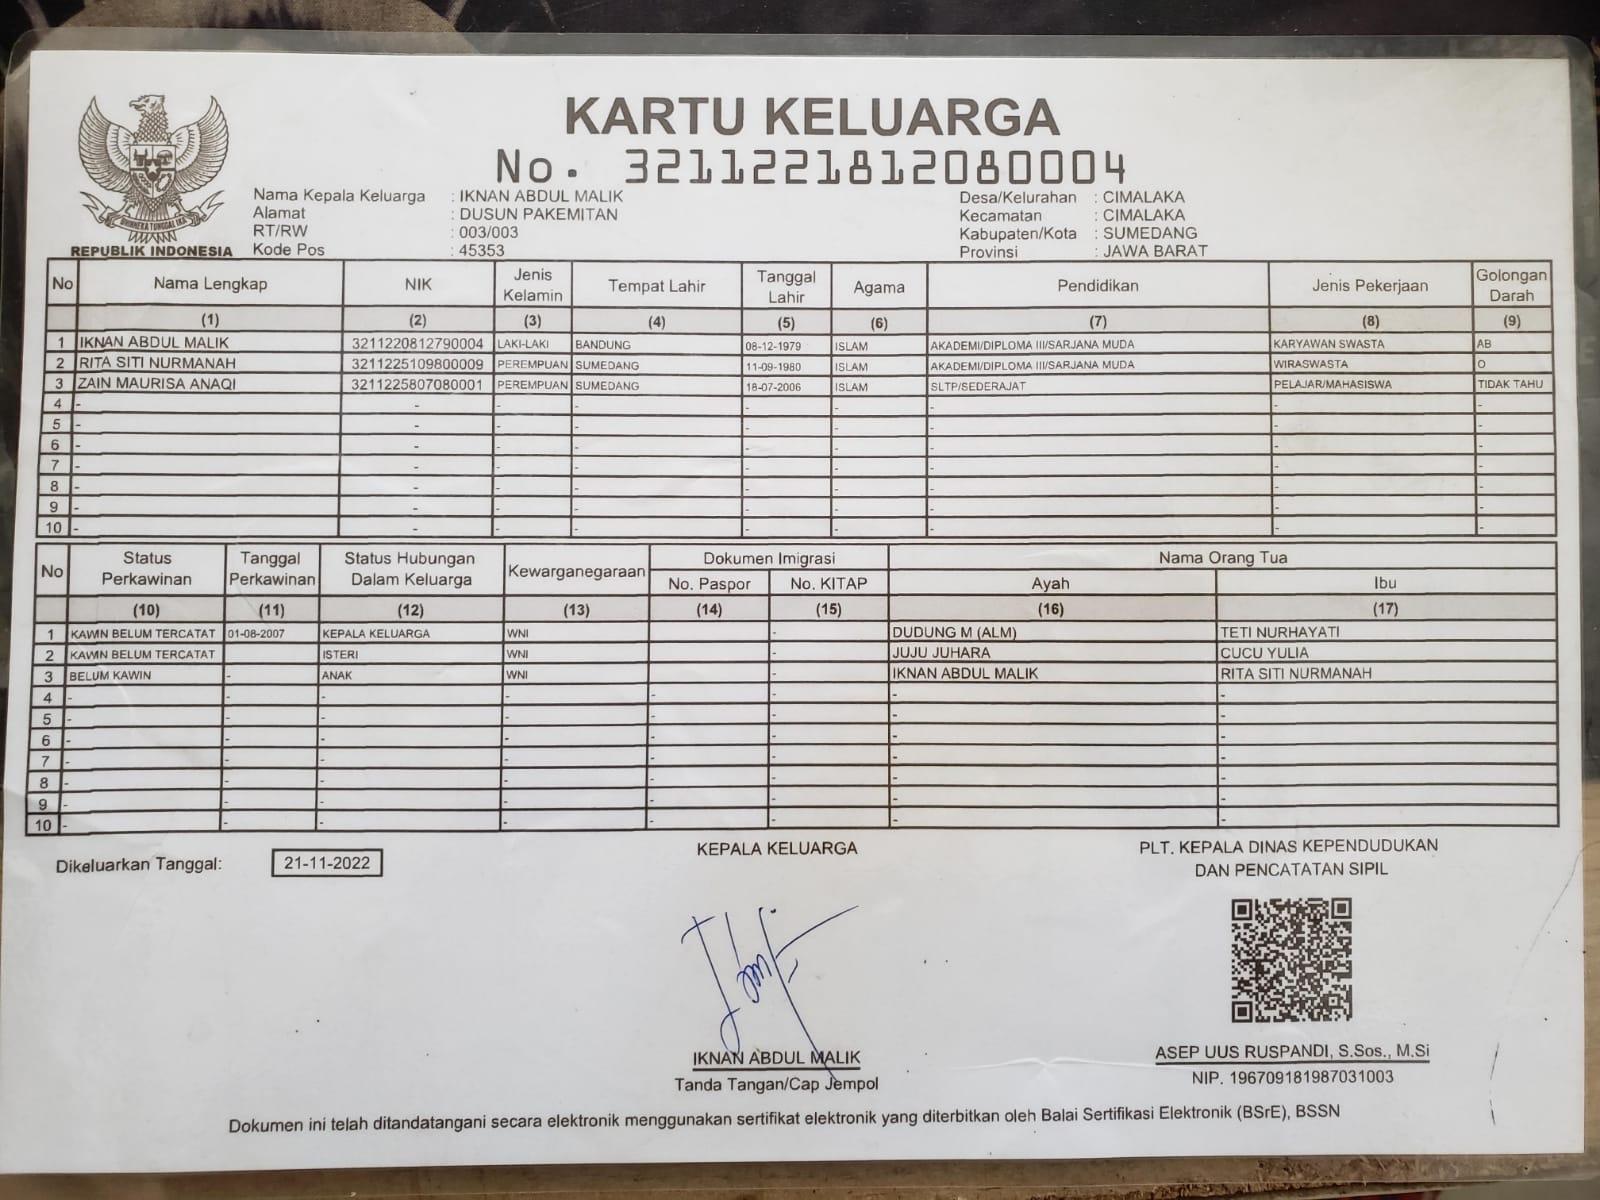 KARTU KELUARGA
No. 3211221812080004
REPUBLIK INDONESIA
Nama Kepala Keluarga : IKNAN ABDUL MALIK
Alamat : DUSUN PAKEMITAN
RT/RW : 003/003
Kode Pos : 45353
Desa/Kelurahan : CIMALAKA
Kecamatan : CIMALAKA
Kabupaten/Kota : SUMEDANG
Provinsi : JAWA BARAT
No Nama Lengkap NIK Jenis Kelamin Tempat Lahir Tanggal Lahir Agama Pendidikan Jenis Pekerjaan Golongan Darah
(1) (2) (3) (4) (5) (6) (7) (8) (9)
1 IKNAN ABDUL MALIK 3211220812790004 LAKI-LAKI BANDUNG 08-12-1979 ISLAM AKADEMI/DIPLOMA III/SARJANA MUDA KARYAWAN SWASTA AB
2 RITA SITI NURMANAH 3211225109800009 PEREMPUAN SUMEDANG 11-09-1980 ISLAM AKADEMI/DIPLOMA III/SARJANA MUDA WIRASWASTA O
3 ZAIN MAURISA ANAQI 3211225807080001 PEREMPUAN SUMEDANG 18-07-2006 ISLAM SLTP/SEDERAJAT PELAJAR/MAHASISWA TIDAK TAHU
4 - - - - - - - - -
5 - - - - - - - - -
6 - - - - - - - - -
7 - - - - - - - - -
8 - - - - - - - - -
9 - - - - - - - - -
10 - - - - - - - - -
No Status Perkawinan Tanggal Perkawinan Status Hubungan Dalam Keluarga Kewarganegaraan Dokumen Imigrasi Nama Orang Tua
No. Paspor No. KITAP Ayah Ibu
(10) (11) (12) (13) (14) (15) (16) (17)
1 KAWIN BELUM TERCATAT 01-08-2007 KEPALA KELUARGA WNI - DUDUNG M (ALM) TETI NURHAYATI
2 KAWIN BELUM TERCATAT ISTERI WNI - JUJU JUHARA CUCU YULIA
3 BELUM KAWIN - ANAK WNI - IKNAN ABDUL MALIK RITA SITI NURMANAH
4 - - - - - - - -
5 - - - - - - - -
6 - - - - - - - -
7 - - - - - - - -
8 - - - - - - - -
9 - - - - - - - -
10 - - - - - - - -
Dikeluarkan Tanggal: 21-11-2022
KEPALA KELUARGA
IKNAN ABDUL MALIK
Tanda Tangan/Cap Jempol
PLT. KEPALA DINAS KEPENDUDUKAN
DAN PENCATATAN SIPIL
ASEP UUS RUSPANDI, S.Sos., M.Si
NIP. 196709181987031003
Dokumen ini telah ditandatangani secara elektronik menggunakan sertifikat elektronik yang diterbitkan oleh Balai Sertifikasi Elektronik (BSrE), BSSN